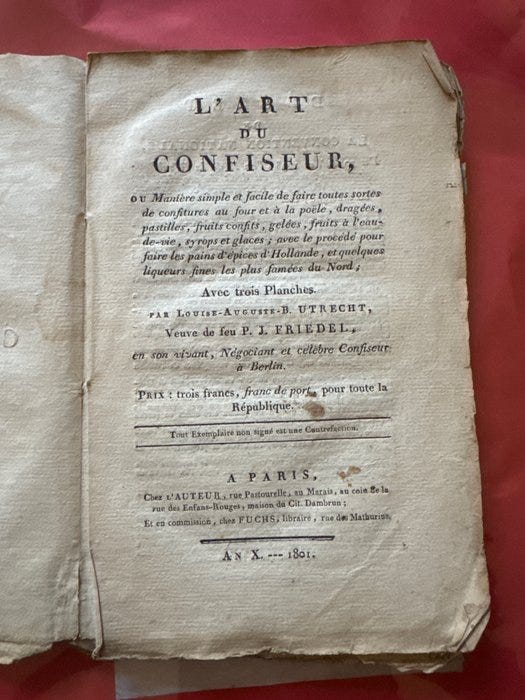 L'ART
DU
CONFISEUR,
OU Manière simple et facile de faire toutes sortes
de confitures au four et à la poële, dragées,
pastilles, fruits confits, gelées, fruits à l'eau-
de-vie, syrops et glaces; avec le procédé pour
faire les pains d'épices d'Hollande, et quelques
liqueurs fines les plus famées du Nord;
Avec trois Planches.
PAR LOUISE-AUGUSTE-B. UTRECHT,
Veuve de feu P. J. FRIEDEL,
en son vivant, Négociant et célèbre Confiseur
à Berlin.
PRIX : trois francs, franc de port, pour toute la
République.
Tout Exemplaire non signé est une Contrefaction.
A PARIS,
Chez L'AUTEUR, rue Pastourelle, au Marais, au coin de la
rue des Enfans-Rouges, maison du Cit. Dambrun;
Et en commission, chez FUCHS, libraire, rue des Mathurins.
AN X. --- 1801.